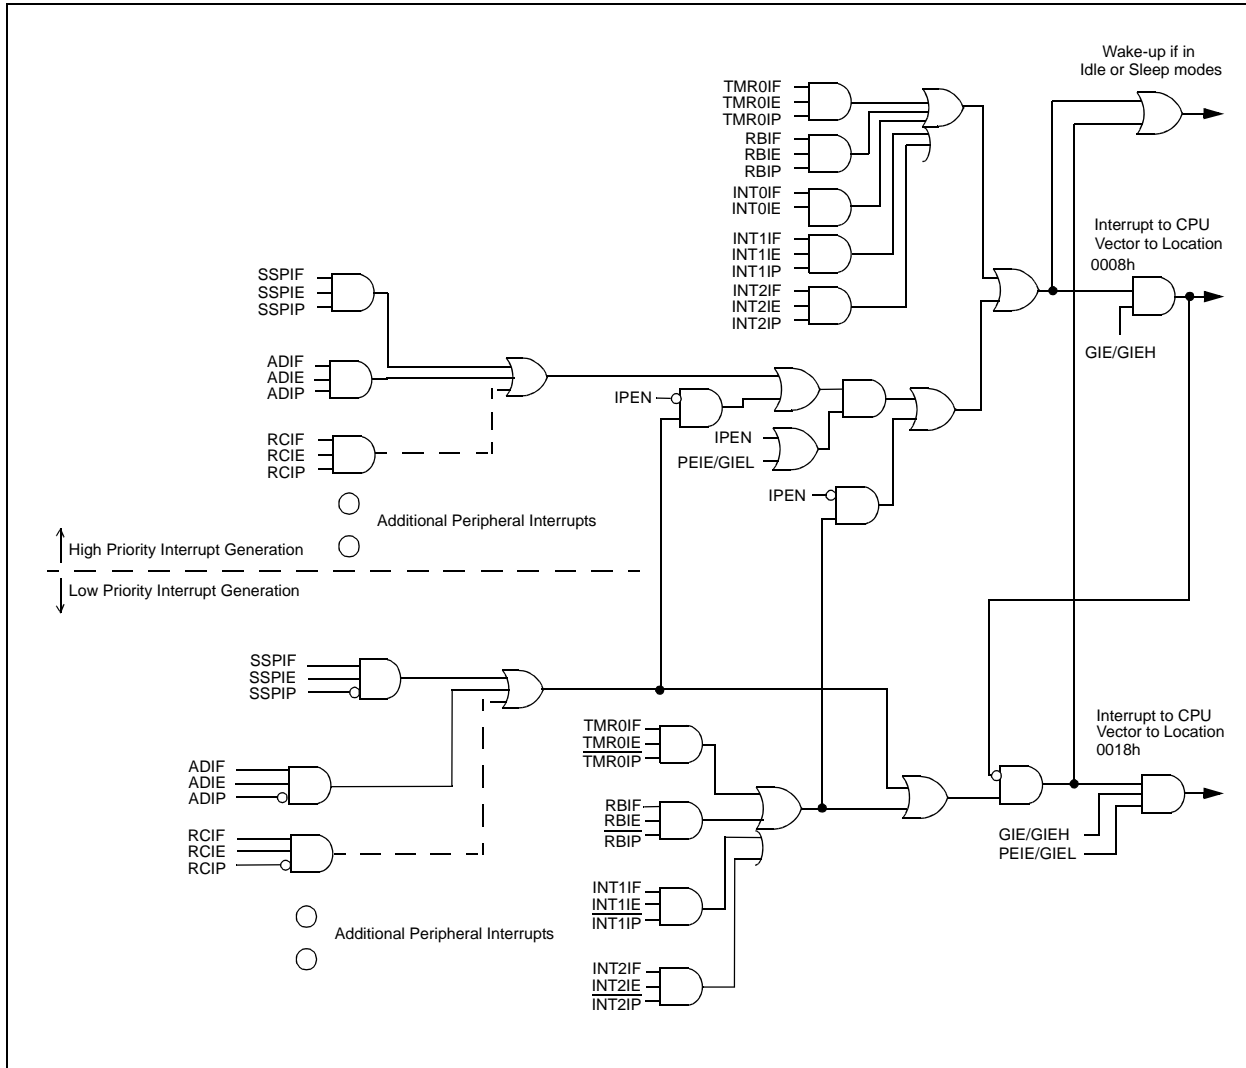 Wake-up if in
Idle or Sleep modes
TMR0IF
TMR0IE
TMR0IP
RBIF
RBIE
RBIP
INT0IF
INT0IE
INT1IF
INT1IE
INT1IP
INT2IF
INT2IE
INT2IP
Interrupt to CPU
Vector to Location
0008h
GIE/GIEH
SSPIF
SSPIE
SSPIP
ADIF
ADIE
ADIP
RCIF
RCIE
RCIP
IPEN
IPEN
PEIE/GIEL
IPEN
Additional Peripheral Interrupts
High Priority Interrupt Generation
Low Priority Interrupt Generation
SSPIF
SSPIE
SSPIP
ADIF
ADIE
ADIP
RCIF
RCIE
RCIP
Additional Peripheral Interrupts
TMR0IF
TMR0IE
TMR0IP
RBIF
RBIE
RBIP
INT1IF
INT1IE
INT1IP
INT2IF
INT2IE
INT2IP
Interrupt to CPU
Vector to Location
0018h
GIE/GIEH
PEIE/GIEL